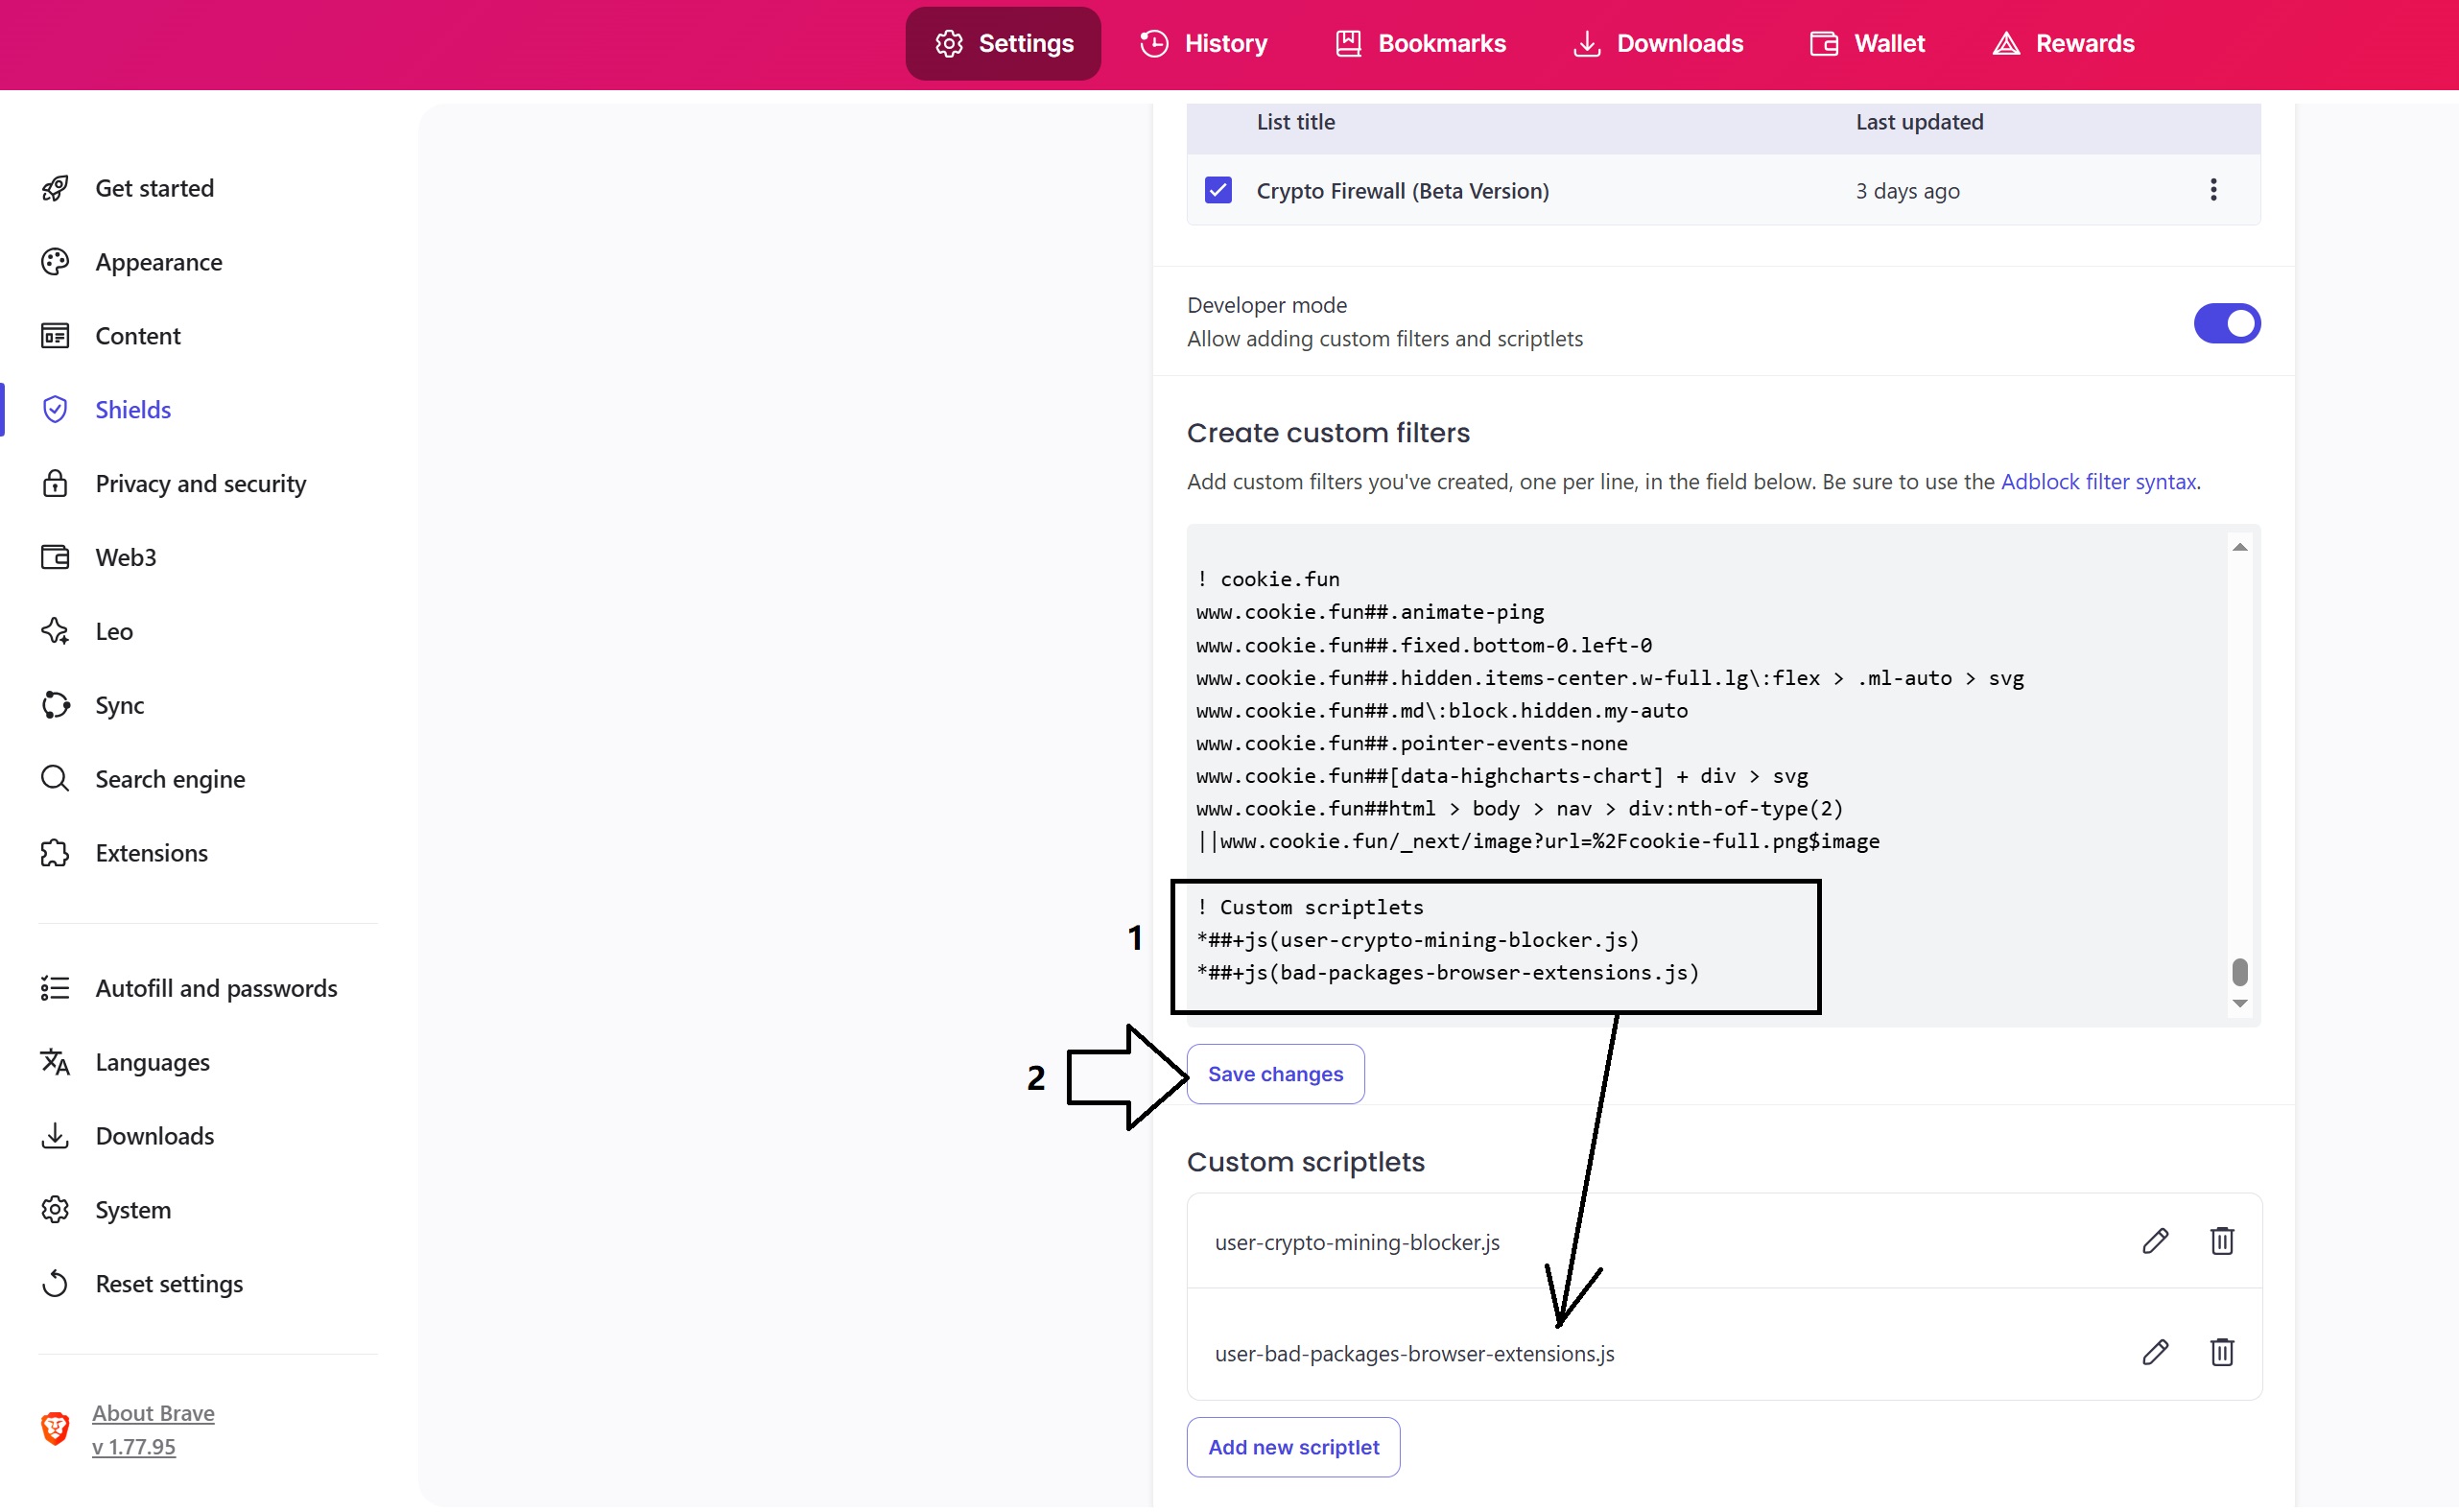 Settings
History
Bookmarks
Downloads
Wallet
Rewards
Get started
Appearance
Content
Shields
Privacy and security
Web3
Leo
Sync
Search engine
Extensions
Autofill and passwords
Languages
Downloads
System
Reset settings
About Brave
v 1.77.95
List title Last updated
Crypto Firewall (Beta Version) 3 days ago
Developer mode
Allow adding custom filters and scriptlets
Create custom filters
Add custom filters you've created, one per line, in the field below. Be sure to use the Adblock filter syntax.
! cookie.fun
www.cookie.fun##.animate-ping
www.cookie.fun##.fixed.bottom-0.left-0
www.cookie.fun##.hidden.items-center.w-full.lg\:flex > .ml-auto > svg
www.cookie.fun##.md\:block.hidden.my-auto
www.cookie.fun##.pointer-events-none
www.cookie.fun##[data-highcharts-chart] + div > svg
www.cookie.fun##html > body > nav > div:nth-of-type(2)
||www.cookie.fun/_next/image?url=%2Fcookie-full.png$image
! Custom scriptlets
1
*##+js(user-crypto-mining-blocker.js)
*##+js(bad-packages-browser-extensions.js)
2
Save changes
Custom scriptlets
user-crypto-mining-blocker.js
user-bad-packages-browser-extensions.js
Add new scriptlet